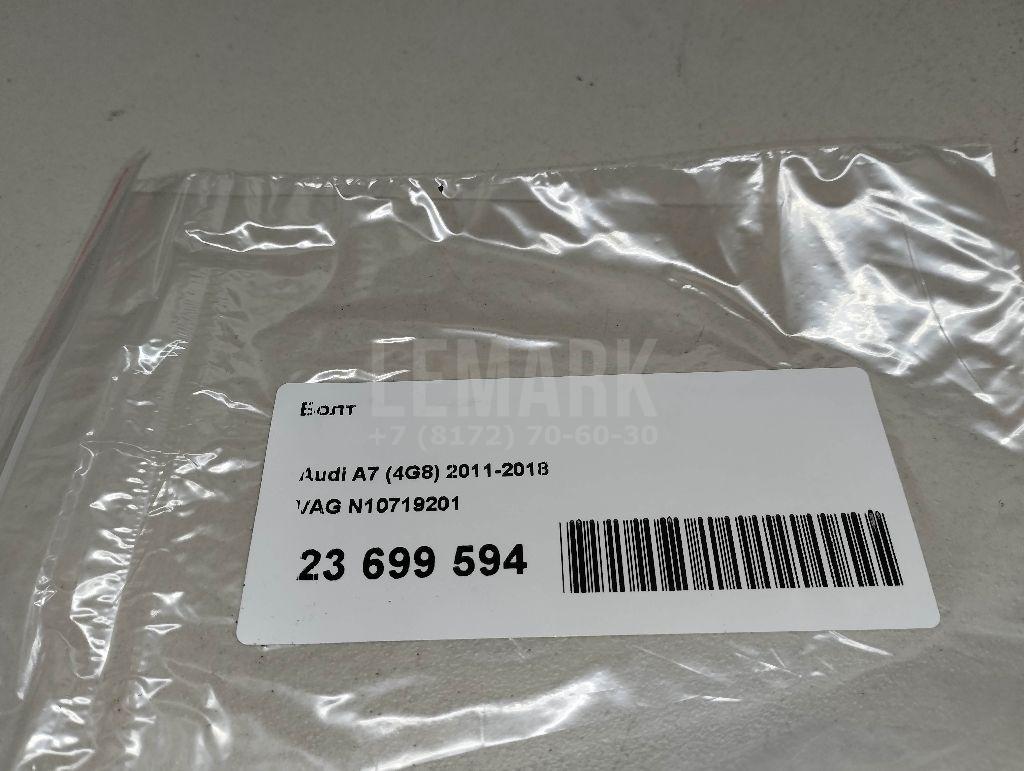 LEMARK
+7 (8172) 70-60-30
Болт
Audi A7 (4G8) 2011-2018
VAG N10719201
23 699 594